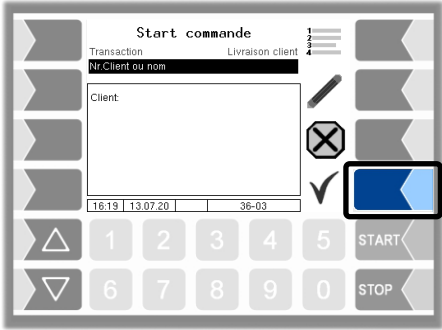 Start commande
1
2
3
4
Transaction Livraison client
Nr.Client ou nom
Client:
16:19 13.07.20 36-03
1 2 3 4 5 START
6 7 8 9 0 STOP